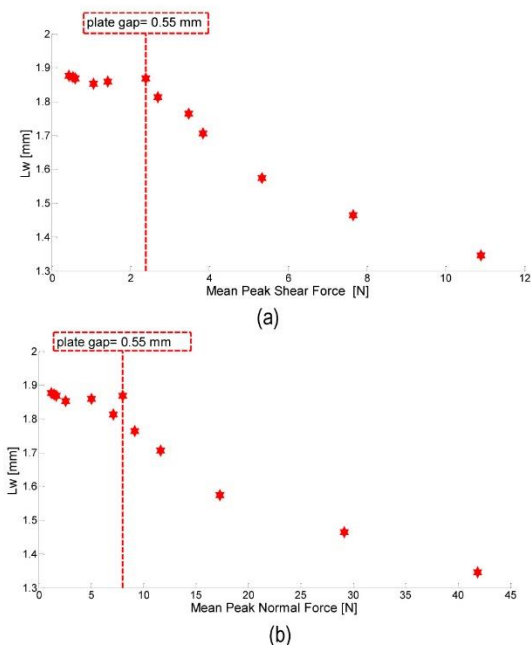 plate gap= 0.55 mm
2
1.9
1.8
1.7
1.6
1.5
1.4
1.3
Lw [mm]
0 2 4 6 8 10 12
Mean Peak Shear Force [N]
(a)
plate gap= 0.55 mm
2
1.9
1.8
1.7
1.6
1.5
1.4
1.3
Lw [mm]
0 5 10 15 20 25 30 35 40 45
Mean Peak Normal Force [N]
(b)